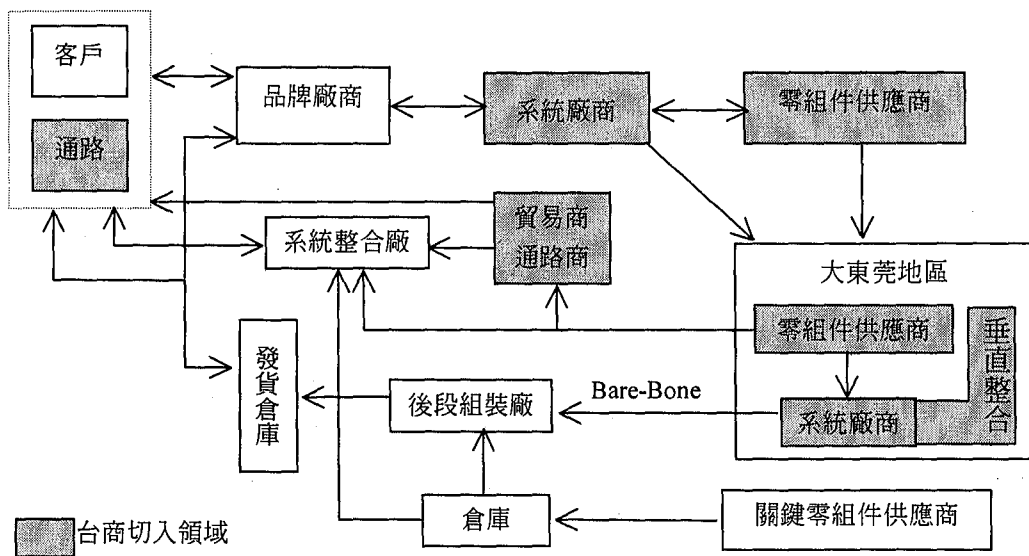 客戶
通路
品牌廠商
系統廠商
零組件供應商
系統整合廠
貿易商
通路商
大東莞地區
零組件供應商
系統廠商
垂直整合
發貨倉庫
後段組裝廠
Bare-Bone
倉庫
關鍵零組件供應商
台商切入領域